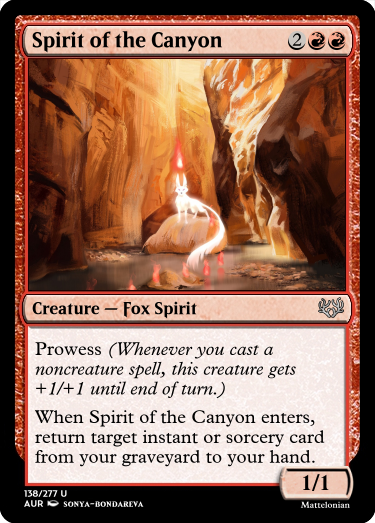 Spirit of the Canyon 2
Creature — Fox Spirit
Prowess (Whenever you cast a
noncreature spell, this creature gets
+1/+1 until end of turn.)
When Spirit of the Canyon enters,
return target instant or sorcery card
from your graveyard to your hand.
1/1
138/277 U
AUR SONYA-BONDAREVA
Mattelonian